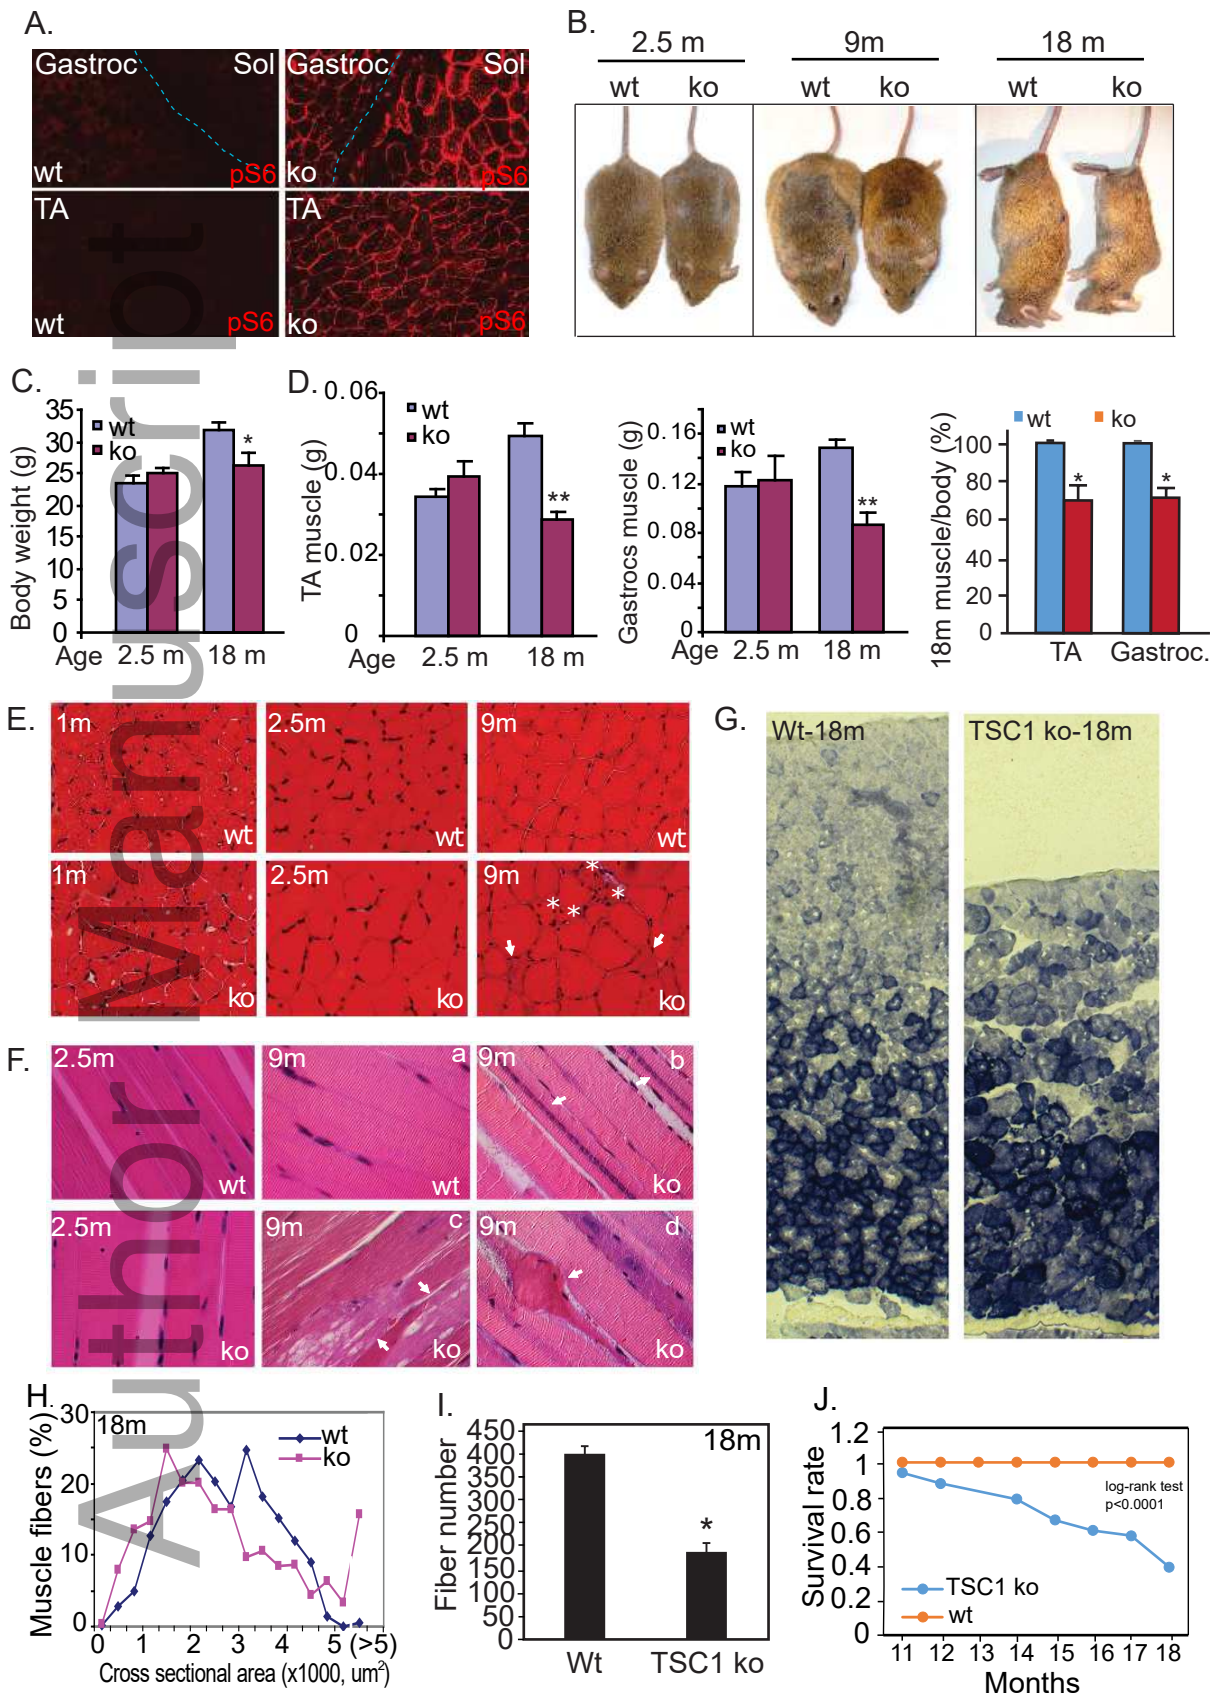 A.
Gastroc Sol
wt pS6
Gastroc Sol
ko pS6
TA
wt pS6
TA
ko pS6
B.
2.5 m 9m 18 m
wt ko wt ko wt ko
C.
Body weight (g)
35
30
25
20
15
10
5
0
wt
ko
*
Age 2.5 m 18 m
D.
TA muscle (g)
0.06
0.04
0.02
0
wt
ko
**
2.5 m 18 m
Gastrocs muscle (g)
0.16
0.12
0.08
0.04
0
wt
ko
**
Age 2.5 m 18 m
18m muscle/body (%)
wt ko
100
80
60
40
20
0
* *
TA Gastroc.
E.
1m
wt
2.5m
wt
9m
wt
1m
ko
2.5m
ko
9m
* * * *
ko
F.
2.5m
wt
9m a
wt
9m b
ko
2.5m
ko
9m c
ko
9m d
ko
G.
Wt-18m TSC1 ko-18m
H.
18m
Muscle fibers (%)
30
20
10
0
wt
ko
0 1 2 3 4 5 (>5)
Cross sectional area (x1000, um²)
I.
18m
Fiber number
450
400
350
300
250
200
150
100
50
0
*
Wt TSC1 ko
J.
Survival rate
1.2
1
0.8
0.6
0.4
0.2
0
log-rank test
p<0.0001
TSC1 ko
wt
11 12 13 14 15 16 17 18
Months
Author Manuscript